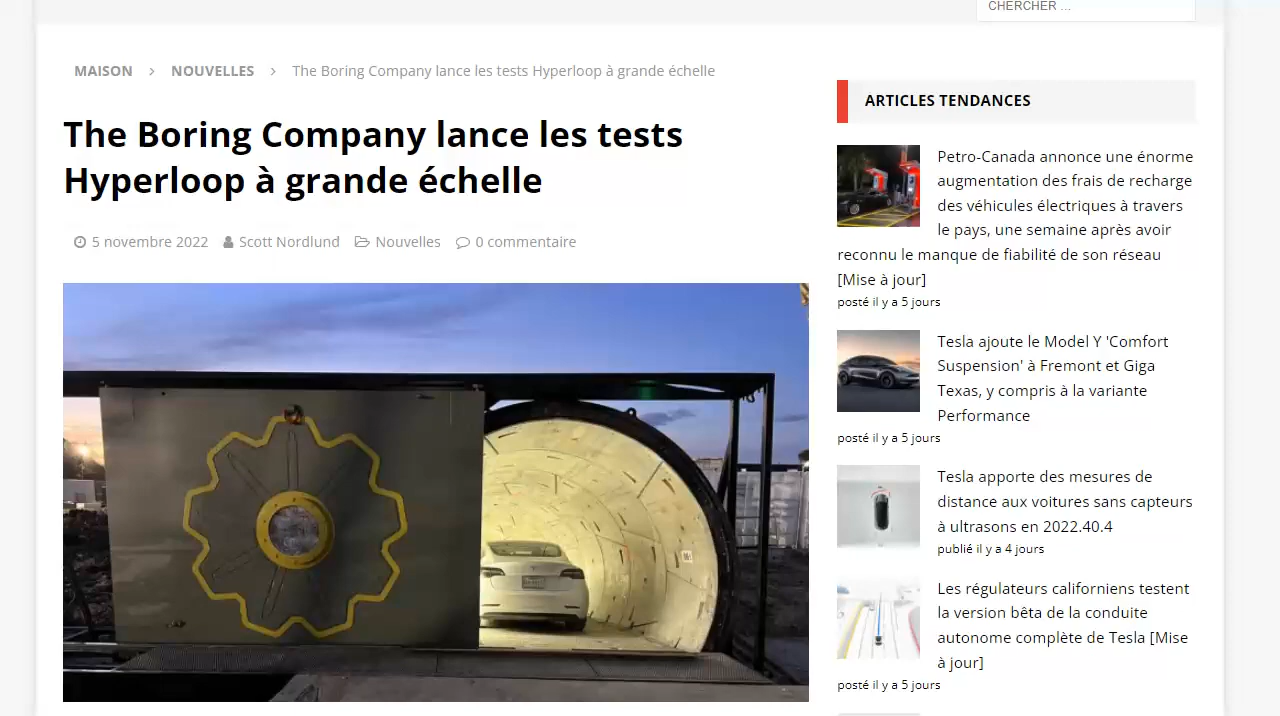 CHERCHER ...
MAISON > NOUVELLES > The Boring Company lance les tests Hyperloop à grande échelle
The Boring Company lance les tests
Hyperloop à grande échelle
5 novembre 2022 Scott Nordlund Nouvelles 0 commentaire
ARTICLES TENDANCES
Petro-Canada annonce une énorme
augmentation des frais de recharge
des véhicules électriques à travers
le pays, une semaine après avoir
reconnu le manque de fiabilité de son réseau
[Mise à jour]
posté il y a 5 jours
Tesla ajoute le Model Y 'Comfort
Suspension' à Fremont et Giga
Texas, y compris à la variante
Performance
posté il y a 5 jours
Tesla apporte des mesures de
distance aux voitures sans capteurs
à ultrasons en 2022.40.4
publié il y a 4 jours
Les régulateurs californiens testent
la version bêta de la conduite
autonome complète de Tesla [Mise
à jour]
posté il y a 5 jours